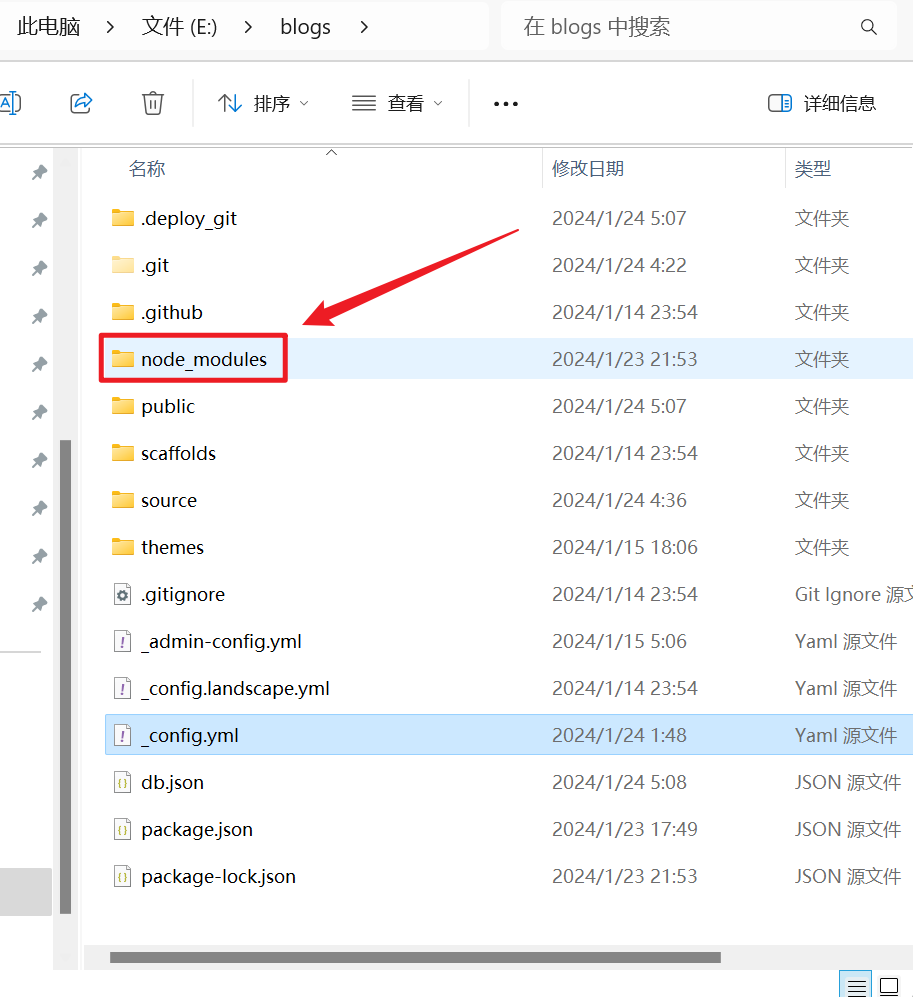 此电脑 > 文件 (E:) > blogs >
在 blogs 中搜索
排序 查看 ••• 详细信息
名称 修改日期 类型
.deploy_git 2024/1/24 5:07 文件夹
.git 2024/1/24 4:22 文件夹
.github 2024/1/14 23:54 文件夹
node_modules 2024/1/23 21:53 文件夹
public 2024/1/24 5:07 文件夹
scaffolds 2024/1/14 23:54 文件夹
source 2024/1/24 4:36 文件夹
themes 2024/1/15 18:06 文件夹
.gitignore 2024/1/14 23:54 Git Ignore 源文
_admin-config.yml 2024/1/15 5:06 Yaml 源文件
_config.landscape.yml 2024/1/14 23:54 Yaml 源文件
_config.yml 2024/1/24 1:48 Yaml 源文件
db.json 2024/1/24 5:08 JSON 源文件
package.json 2024/1/23 17:49 JSON 源文件
package-lock.json 2024/1/23 21:53 JSON 源文件